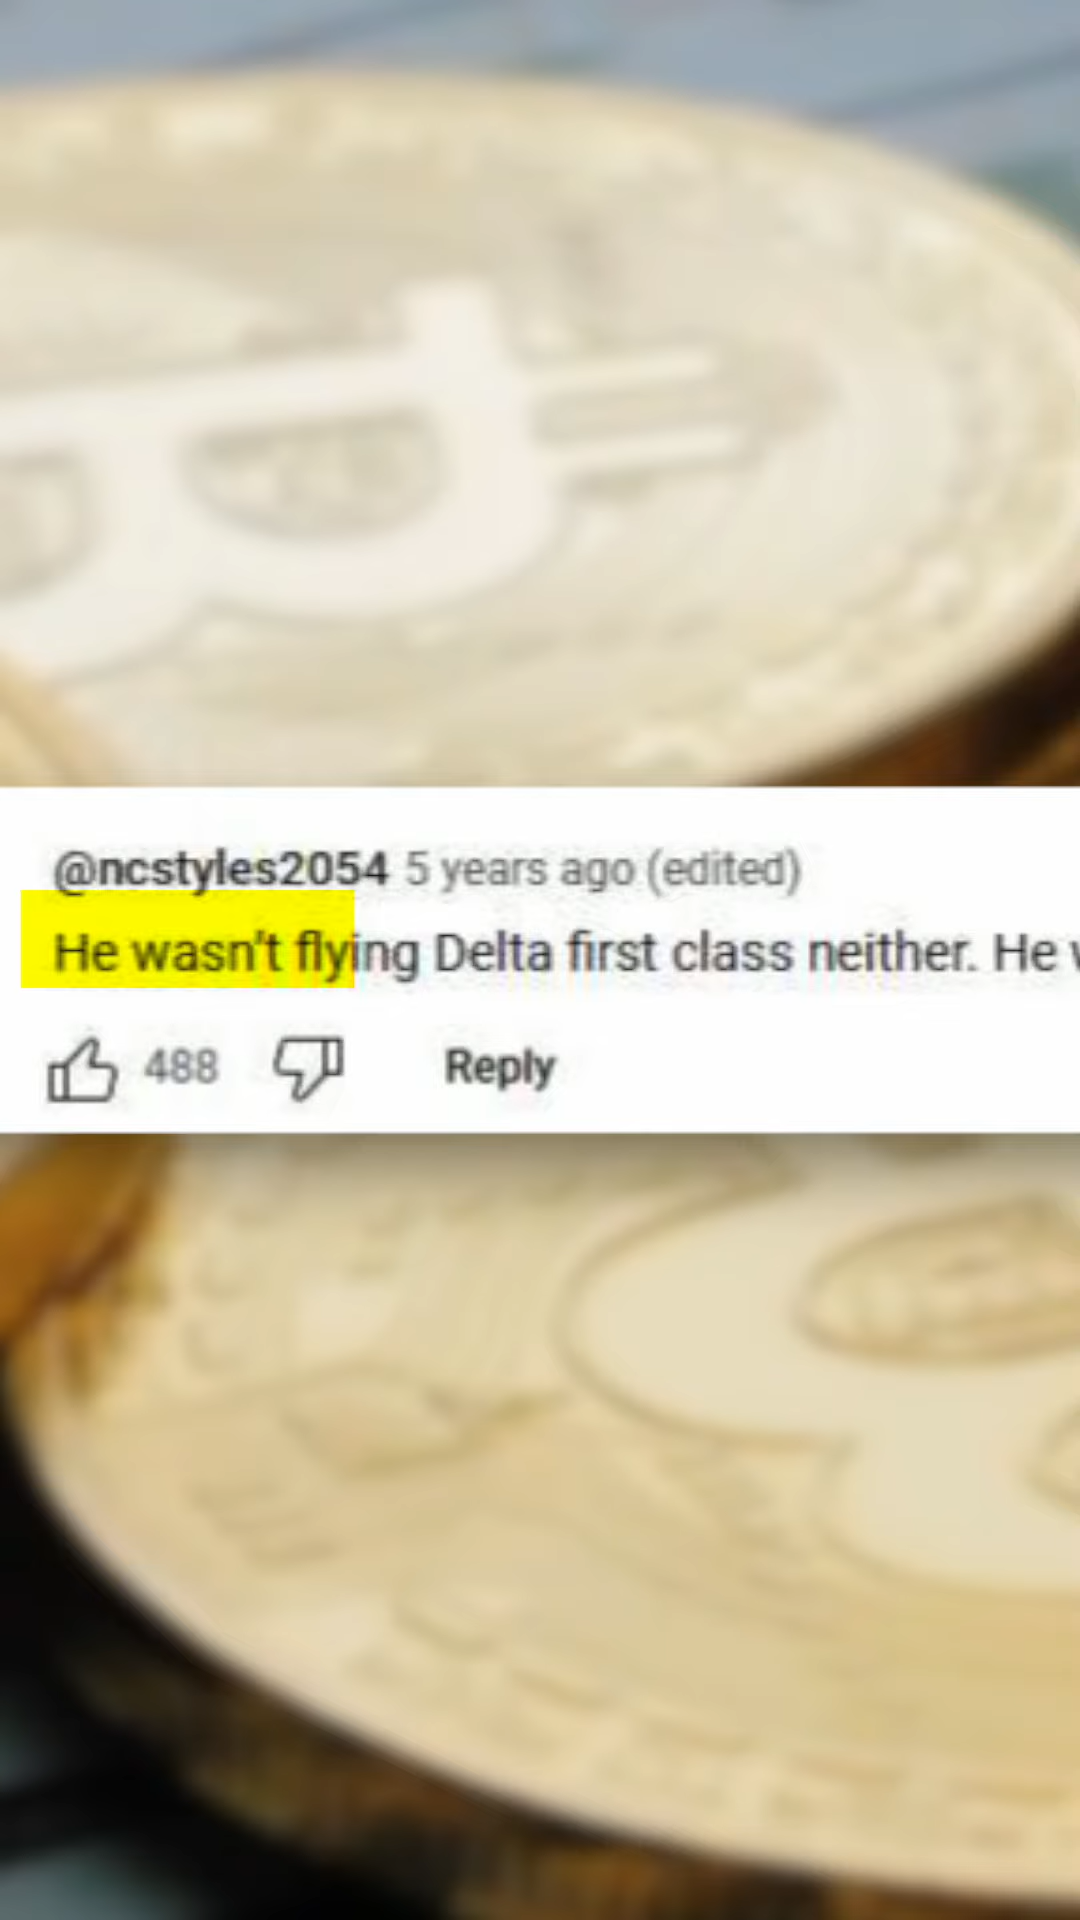 @ncstyles2054 5 years ago (edited)
He wasn't flying Delta first class neither. He
488 Reply